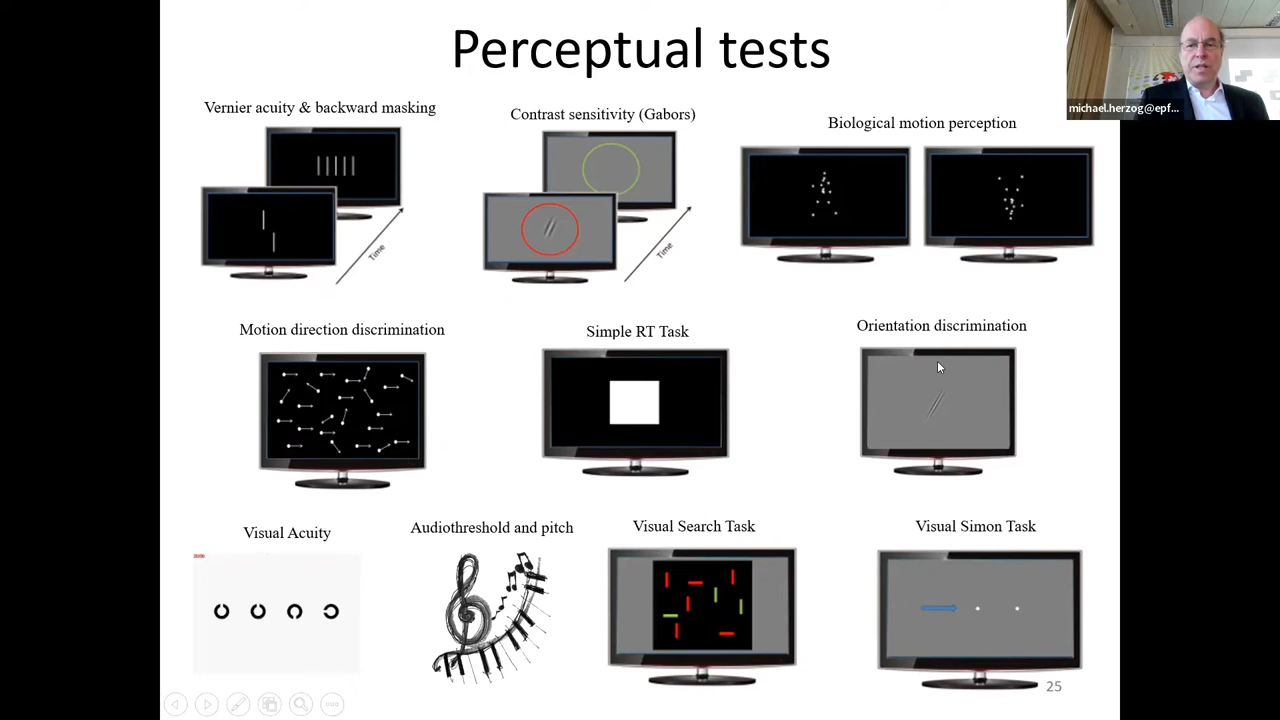 Perceptual tests
michael.herzog@epf...
Vernier acuity & backward masking
Time
Contrast sensitivity (Gabors)
Time
Biological motion perception
Motion direction discrimination
Simple RT Task
Orientation discrimination
Visual Acuity
Audiothreshold and pitch
Visual Search Task
Visual Simon Task
25